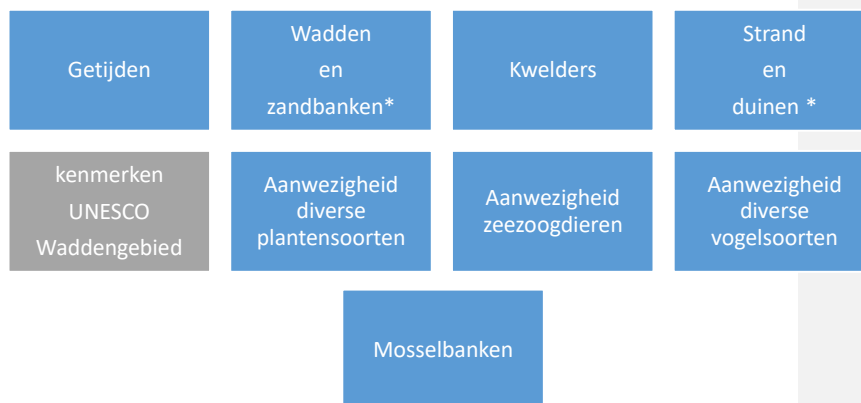 Getijden
Wadden
en
zandbanken*
Kwelders
Strand
en
duinen *
kenmerken
UNESCO
Waddengebied
Aanwezigheid
diverse
plantensoorten
Aanwezigheid
zeezoogdieren
Aanwezigheid
diverse
vogelsoorten
Mosselbanken